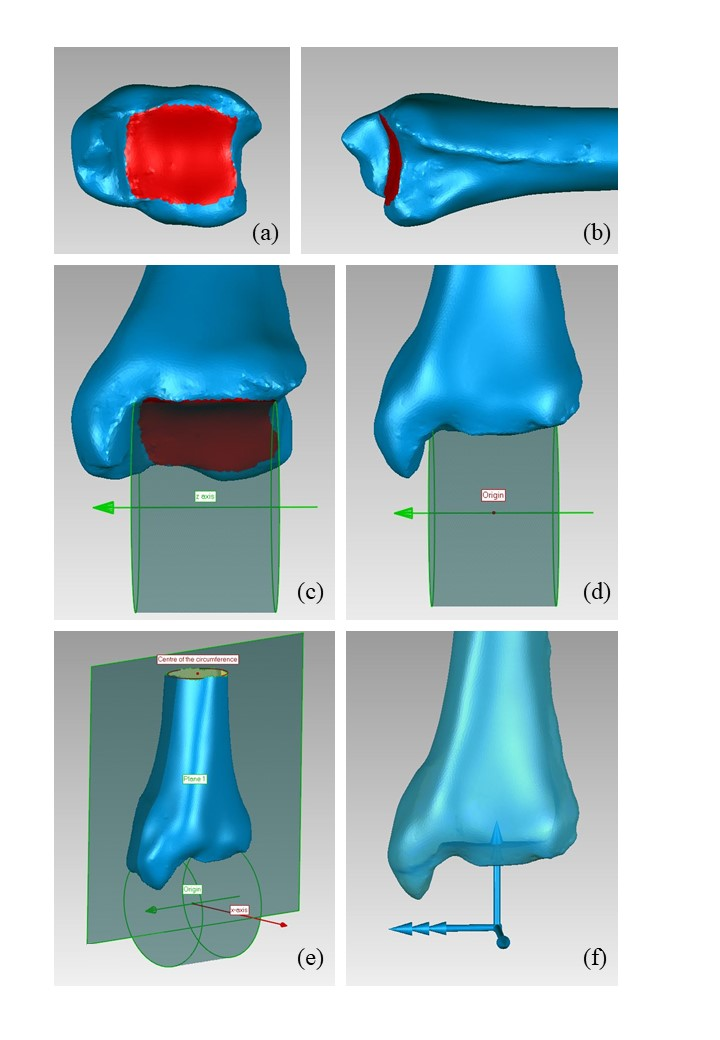 (a)
(b)
z axis
(c)
Origin
(d)
Centre of the circumference
Plane 1
Origin
x-axis
(e)
(f)